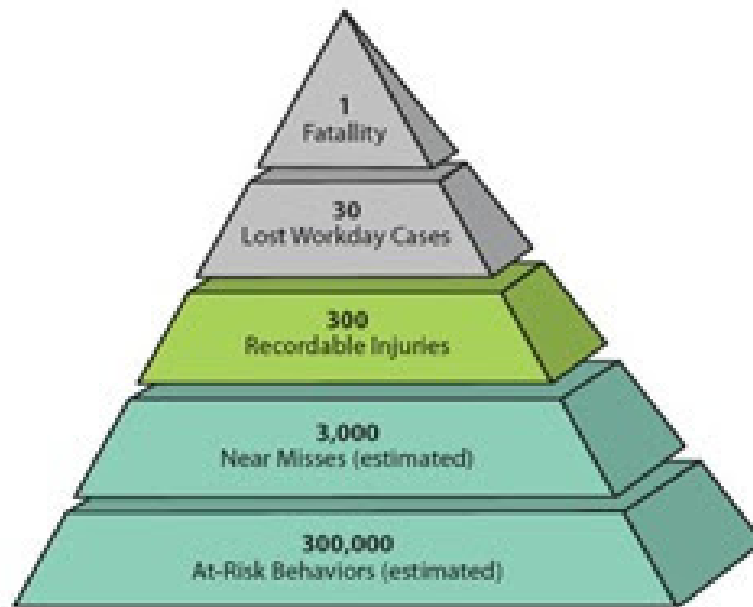 1
Fatallity
30
Lost Workday Cases
300
Recordable Injuries
3,000
Near Misses (estimated)
300,000
At-Risk Behaviors (estimated)